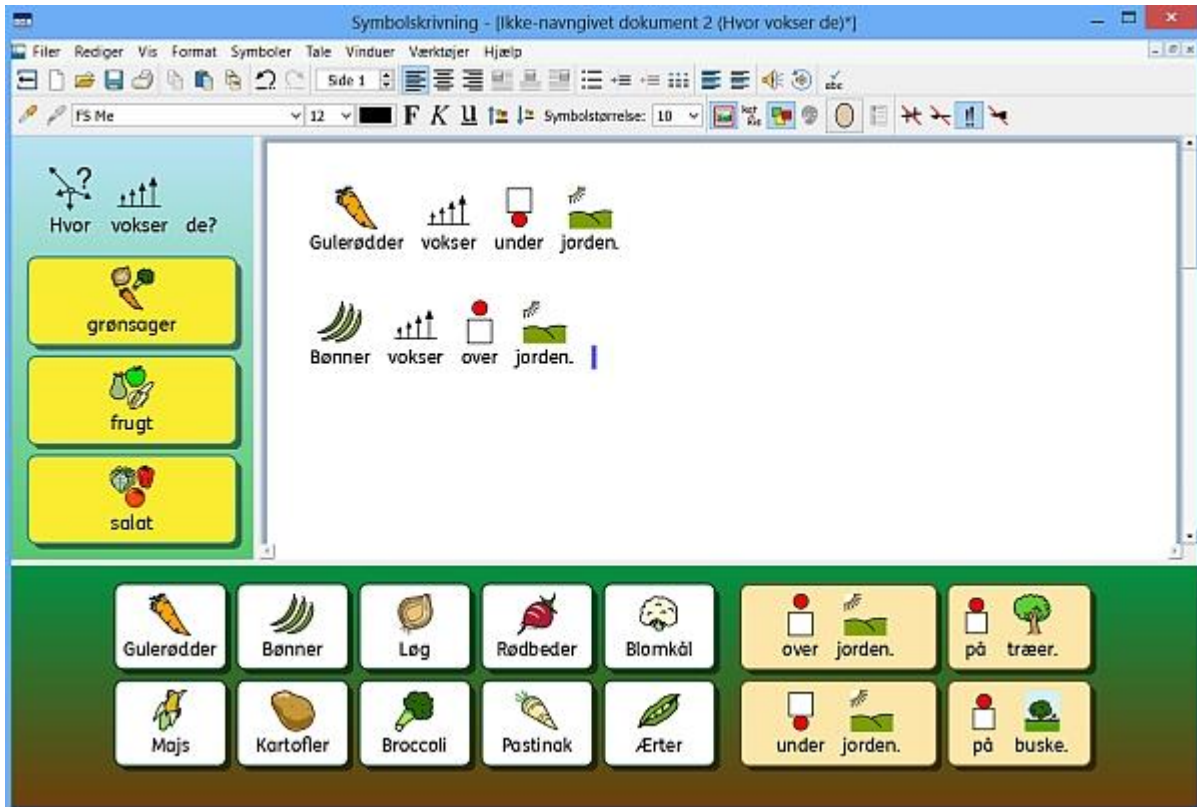 Symbolskrivning - [Ikke-navngivet dokument 2 (Hvor vokser de)*]
Filer Rediger Vis Format Symboler Tale Vinduer Værktøjer Hjælp
Side 1
abc
FS Me 12 F K U Symbolstørrelse: 10
Hvor vokser de?
grønsager
frugt
salat
Gulerødder vokser under jorden.
Bønner vokser over jorden.
Gulerødder Bønner Løg Rødbeder Blomkål over jorden. på træer.
Majs Kartofler Broccoli Pastinak Ærter under jorden. på buske.